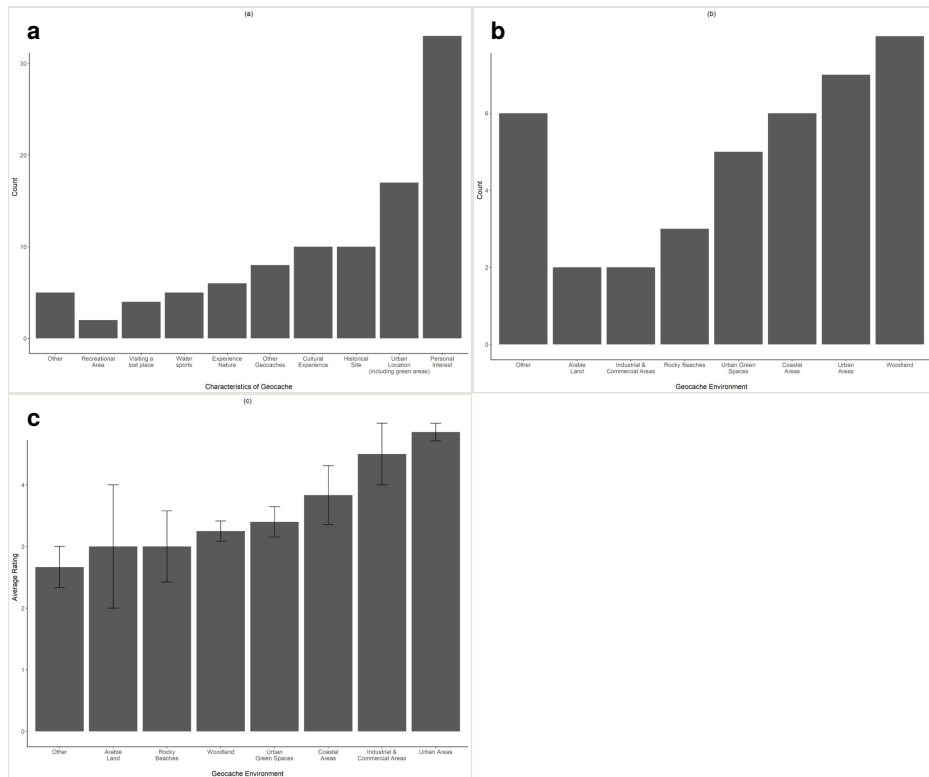 (a)
a
30
20
10
0
Count
Other
Recreational
Area
Visiting a
lost place
Water
sports
Experience
Nature
Other
Geocaches
Cultural
Experience
Historical
Site
Urban
Location
(including green areas)
Personal
Interest
Characteristics of Geocache
(b)
b
6
4
2
0
Count
Other
Arable
Land
Industrial &
Commercial Areas
Rocky Beaches
Urban Green
Spaces
Coastal
Areas
Urban
Areas
Woodland
Geocache Environment
(c)
c
4
3
2
1
0
Average Rating
Other
Arable
Land
Rocky
Beaches
Woodland
Urban
Green Spaces
Coastal
Areas
Industrial &
Commercial Areas
Urban Areas
Geocache Environment